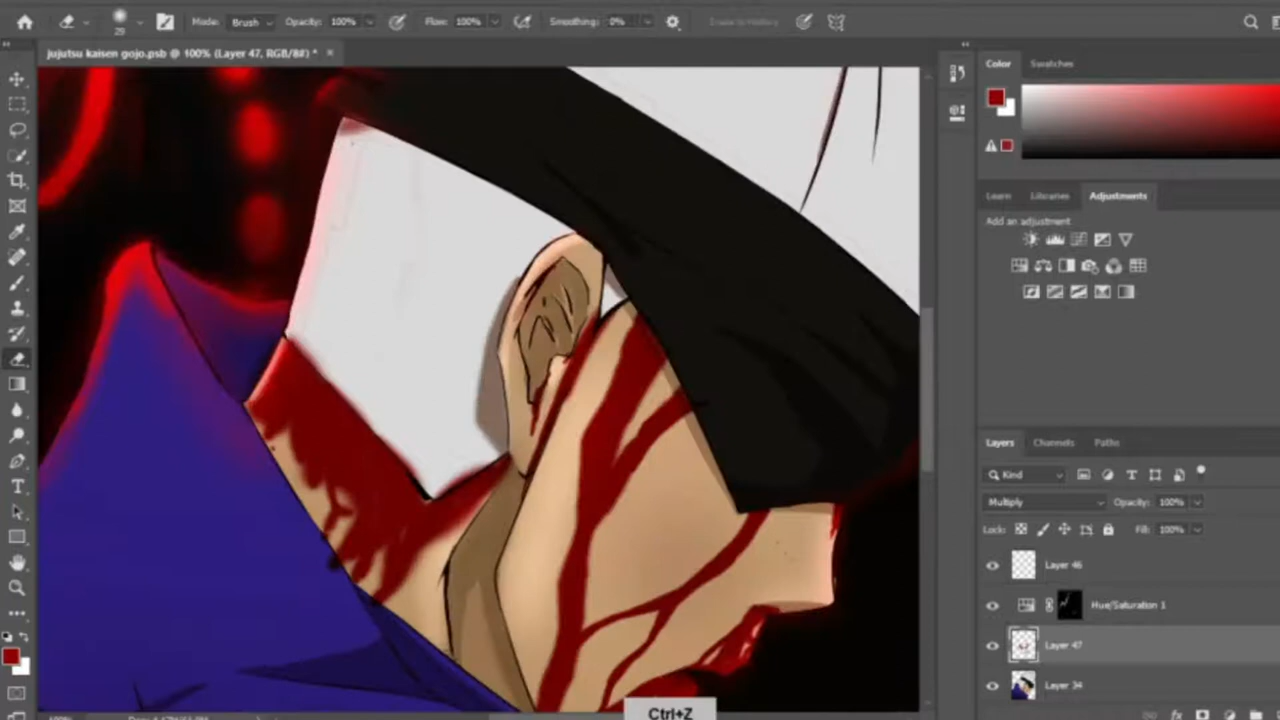 Mode: Brush Opacity: 100% Flow: 100% Smoothing: 0%
jujutsu kaisen gojo.psb @ 100% (Layer 47, RGB/8#) * ×
Color Swatches
Learn Libraries Adjustments
Add an adjustment
Layers Channels Paths
Kind
Multiply Opacity: 100%
Lock: Fill: 100%
Layer 46
Hue/Saturation 1
Layer 47
Layer 34
Ctrl+Z